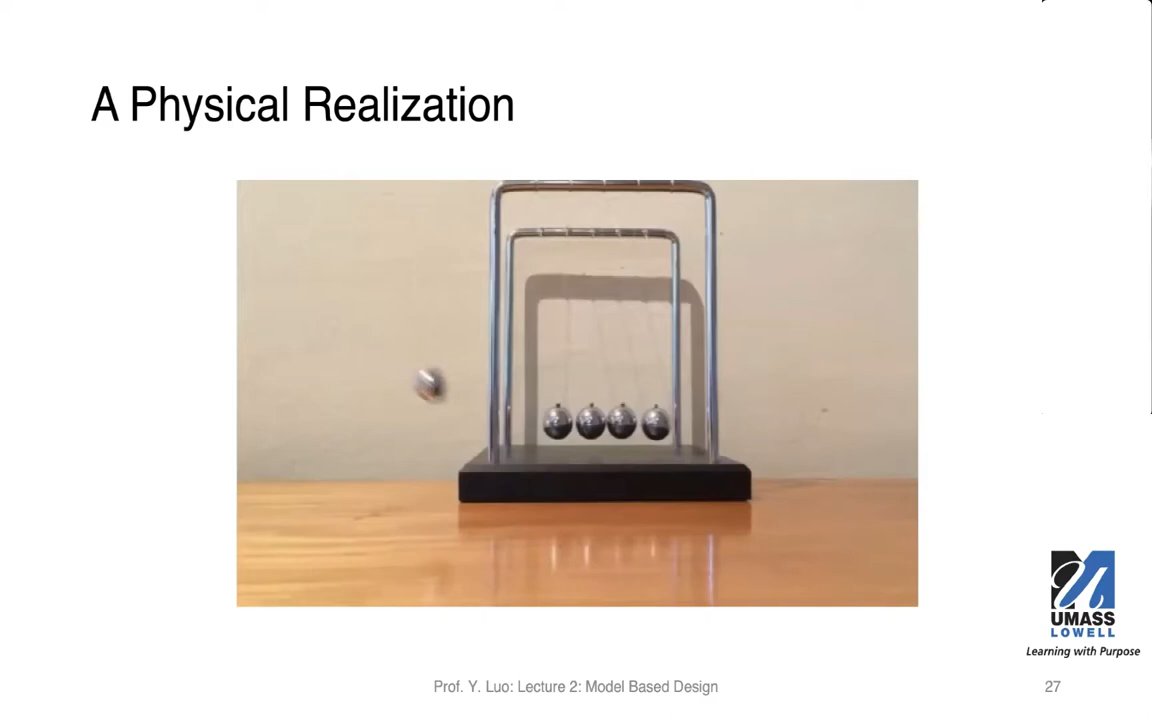 A Physical Realization
UMASS
LOWELL
Learning with Purpose
Prof. Y. Luo: Lecture 2: Model Based Design
27